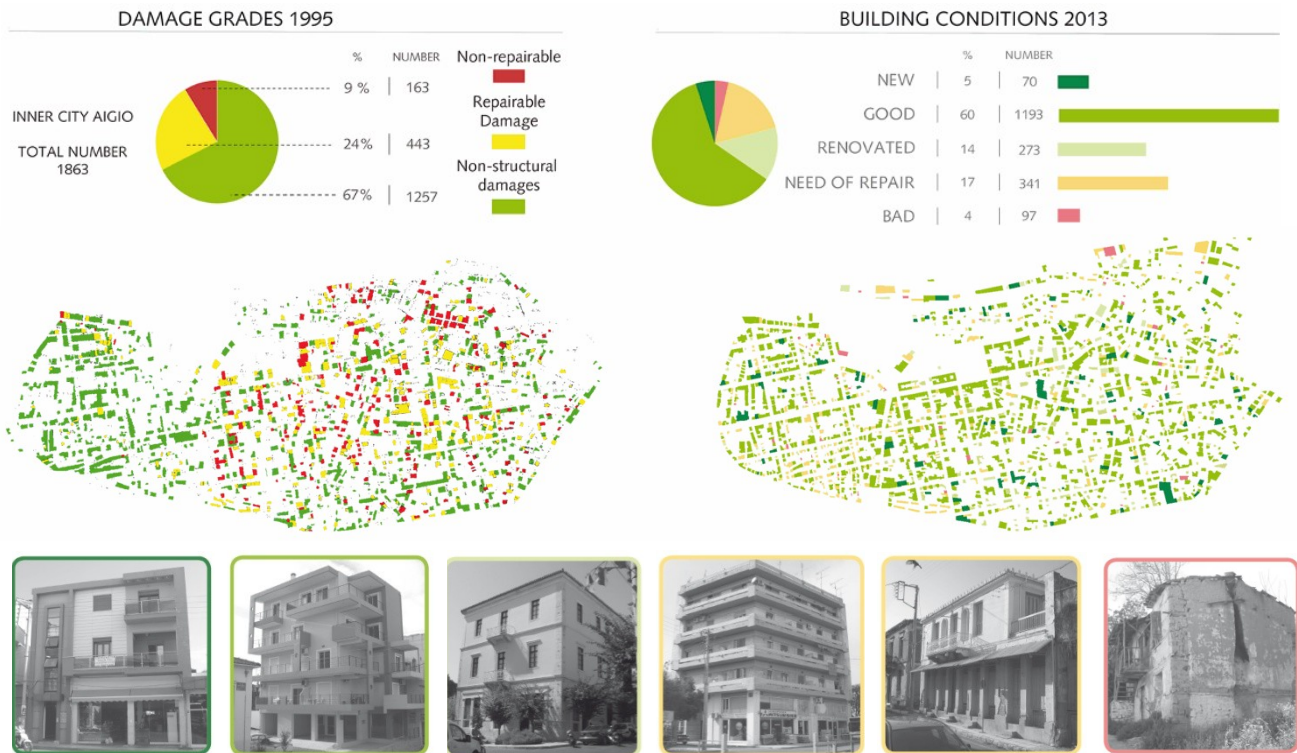 DAMAGE GRADES 1995
% NUMBER
Non-repairable
9 % 163
INNER CITY AIGIO
Repairable
Damage
TOTAL NUMBER
1863
24% 443
Non-structural
damages
67% 1257
BUILDING CONDITIONS 2013
% NUMBER
NEW 5 70
GOOD 60 1193
RENOVATED 14 273
NEED OF REPAIR 17 341
BAD 4 97